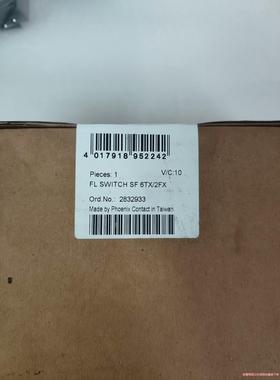 4 017918 952242
Pieces: 1
V/C:10
FL SWITCH SF 6TX/2FX
Ord.No.: 2832933
Made by Phoenix Contact in Taiwan